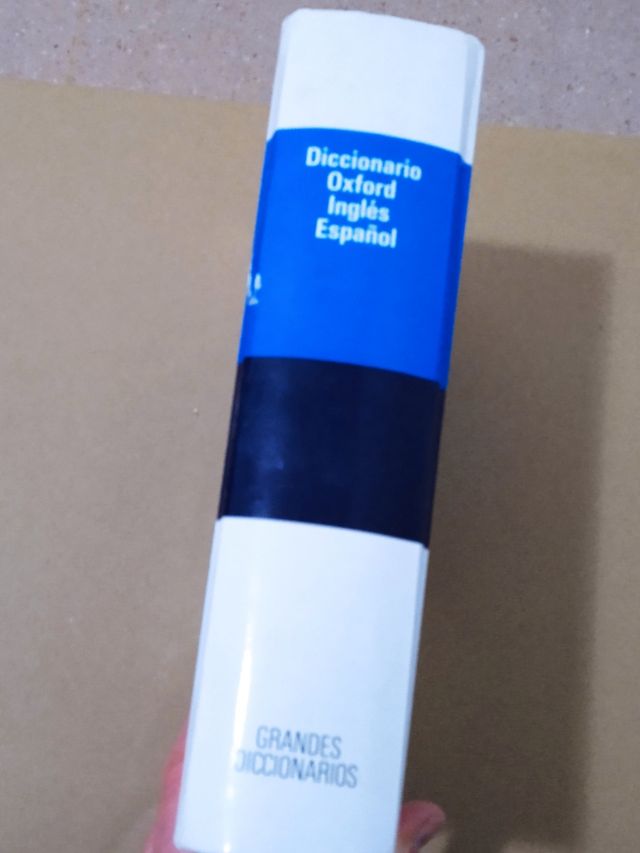 Diccionario
Oxford
Inglés
Español
GRANDES
DICCIONARIOS